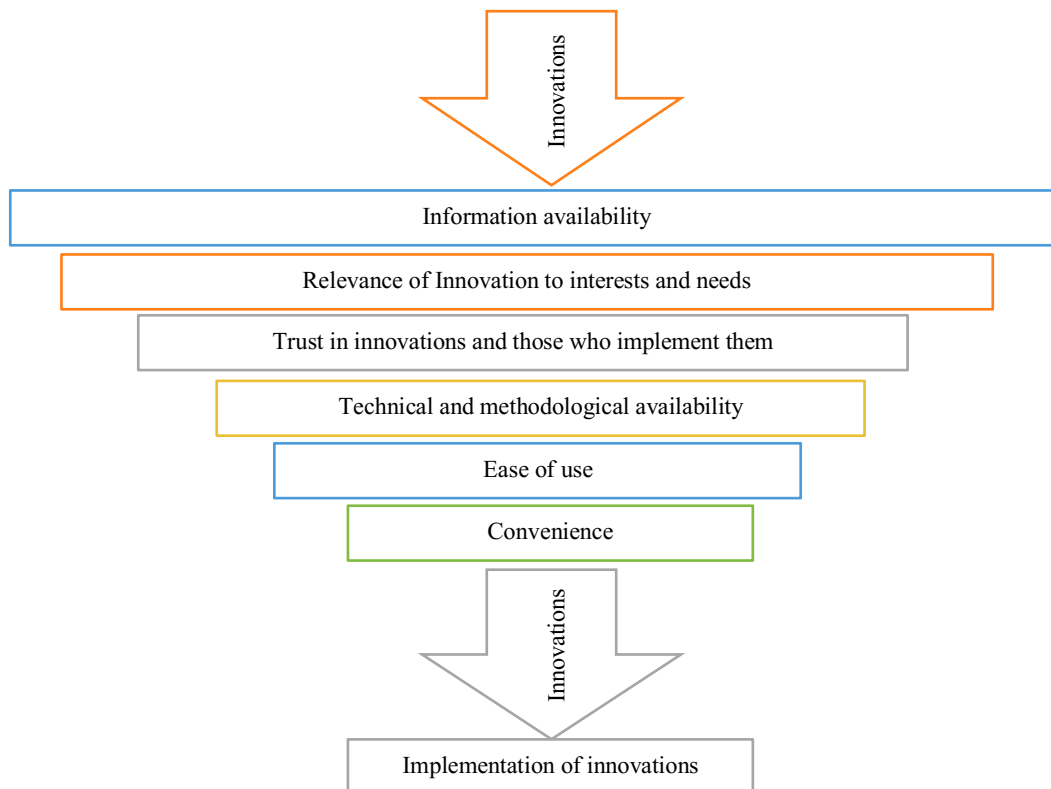 Innovations
Information availability
Relevance of Innovation to interests and needs
Trust in innovations and those who implement them
Technical and methodological availability
Ease of use
Convenience
Innovations
Implementation of innovations